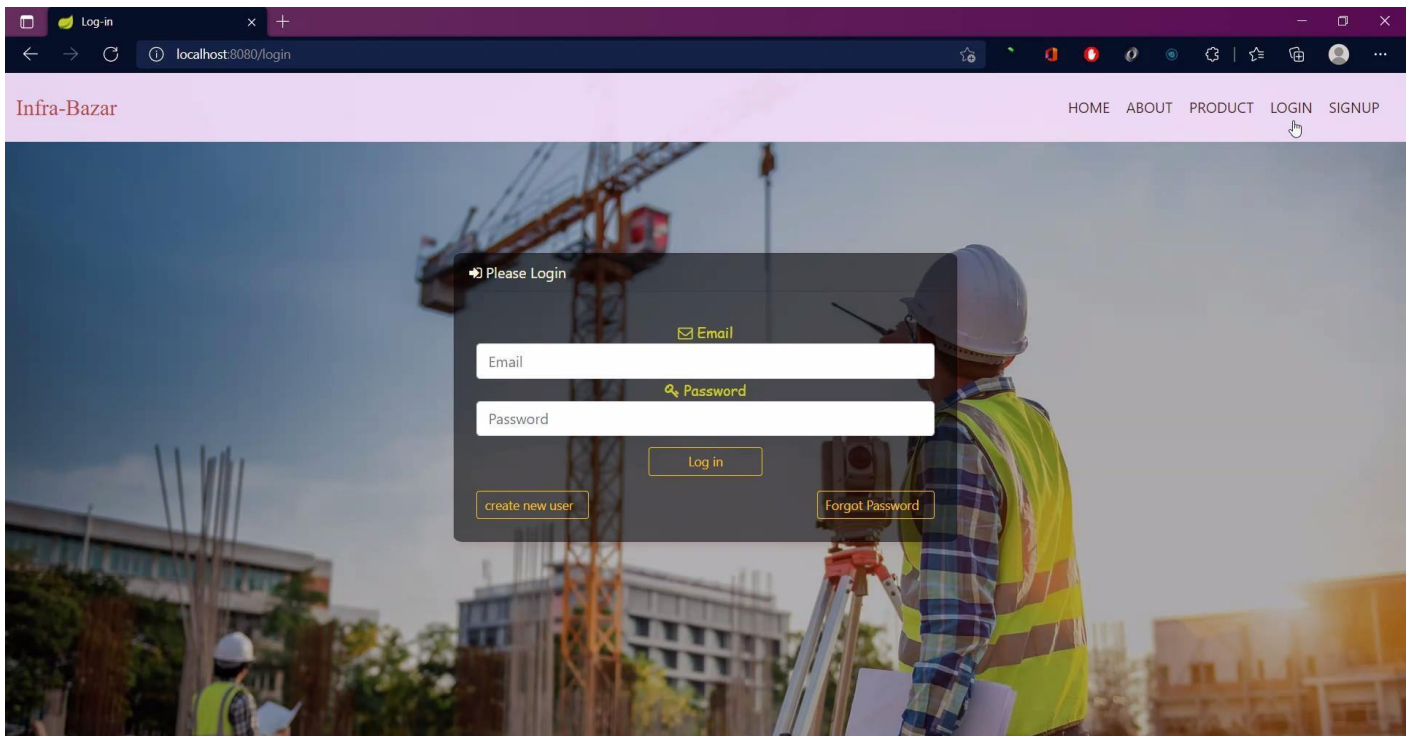 Log-in
localhost:8080/login
Infra-Bazar
HOME ABOUT PRODUCT LOGIN SIGNUP
Please Login
Email
Email
Password
Password
Log in
create new user Forgot Password